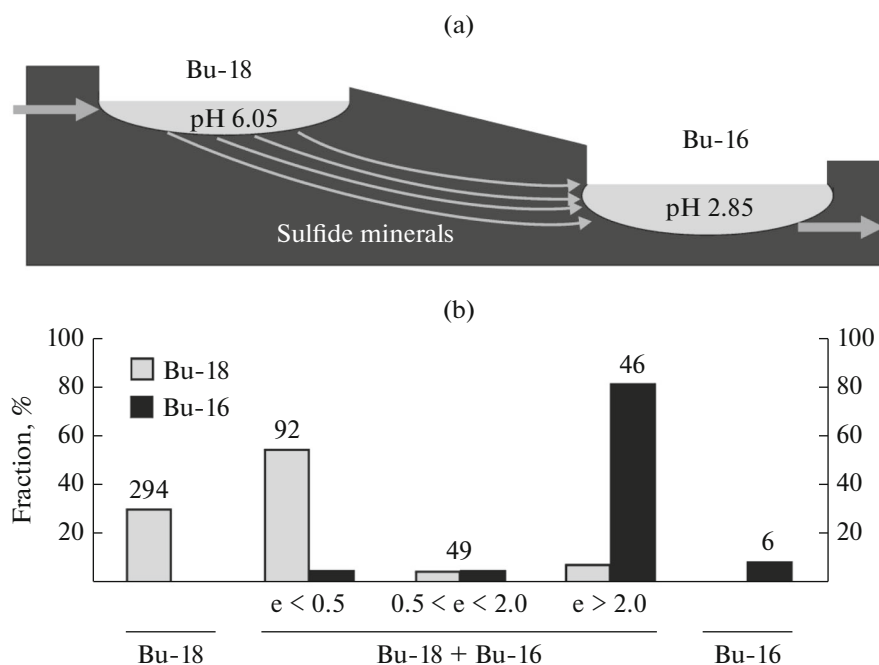 (a)
Bu-18
pH 6.05
Bu-16
pH 2.85
Sulfide minerals
(b)
Fraction, %
100
80
60
40
20
Bu-18
Bu-16
294
92
49
46
6
100
80
60
40
20
e < 0.5
0.5 < e < 2.0
e > 2.0
Bu-18
Bu-18 + Bu-16
Bu-16